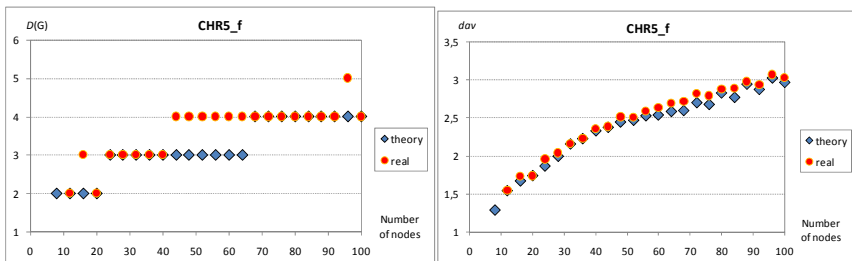 D(G)
CHR5_f
6
5
4
3
2
1
0 10 20 30 40 50 60 70 80 90 100
theory
real
Number
of nodes
dav
CHR5_f
3,5
3
2,5
2
1,5
1
0 10 20 30 40 50 60 70 80 90 100
theory
real
Number
of nodes